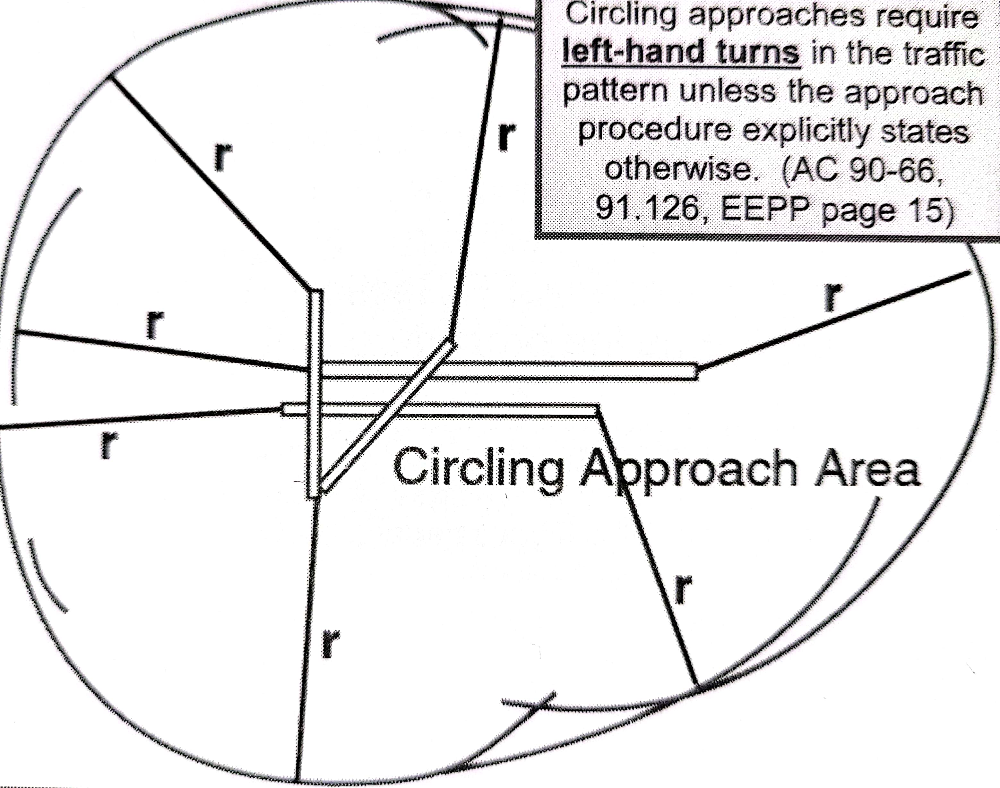 Circling approaches require
left-hand turns in the traffic
pattern unless the approach
procedure explicitly states
otherwise. (AC 90-66,
91.126, EEPP page 15)
r
r
r
r
r
Circling Approach Area
r
r